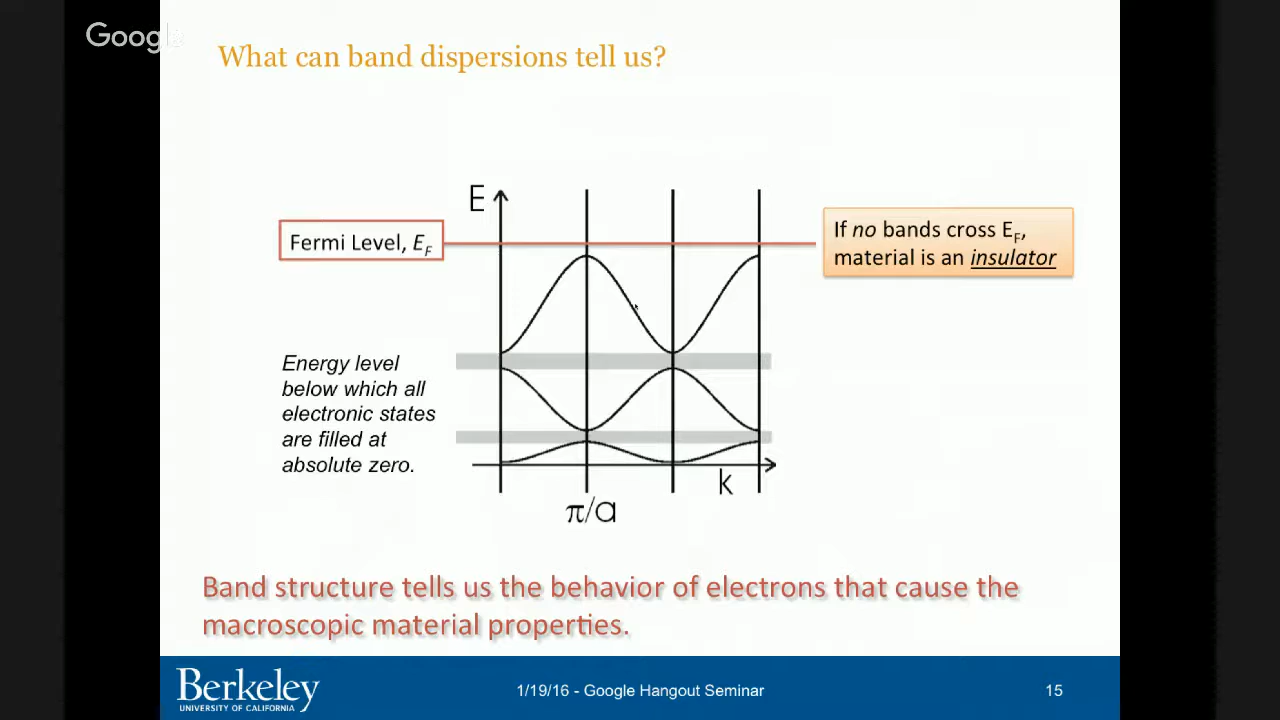 Google
What can band dispersions tell us?
E
Fermi Level, E_F
If no bands cross E_F,
material is an insulator
Energy level
below which all
electronic states
are filled at
absolute zero.
k
π/a
Band structure tells us the behavior of electrons that cause the
macroscopic material properties.
Berkeley
UNIVERSITY OF CALIFORNIA
1/19/16 - Google Hangout Seminar
15